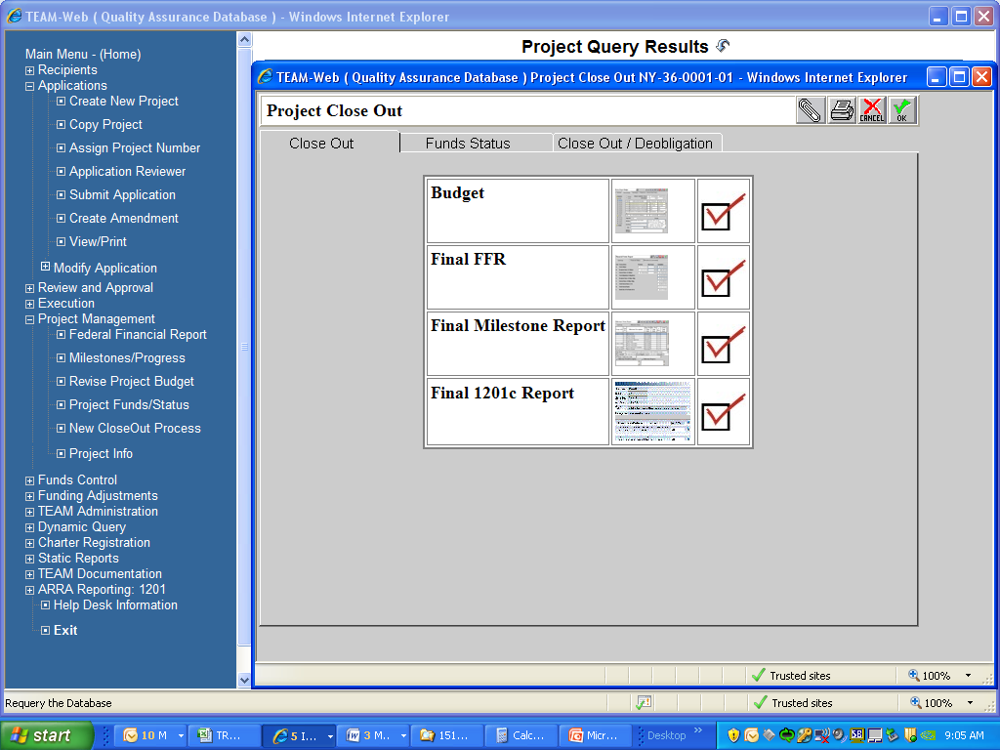 TEAM-Web ( Quality Assurance Database ) - Windows Internet Explorer
Main Menu - (Home)
Recipients
Applications
Create New Project
Copy Project
Assign Project Number
Application Reviewer
Submit Application
Create Amendment
View/Print
Modify Application
Review and Approval
Execution
Project Management
Federal Financial Report
Milestones/Progress
Revise Project Budget
Project Funds/Status
New CloseOut Process
Project Info
Funds Control
Funding Adjustments
TEAM Administration
Dynamic Query
Charter Registration
Static Reports
TEAM Documentation
ARRA Reporting: 1201
Help Desk Information
Exit
Project Query Results
TEAM-Web ( Quality Assurance Database ) Project Close Out NY-36-0001-01 - Windows Internet Explorer
Project Close Out
CANCEL
OK
Close Out
Funds Status
Close Out / Deobligation
Budget
Final FFR
Final Milestone Report
Final 1201c Report
Trusted sites
100%
Requery the Database
Trusted sites
100%
start
10 M
TR...
5 I...
3 M...
151...
Calc...
Micr...
Desktop
9:05 AM